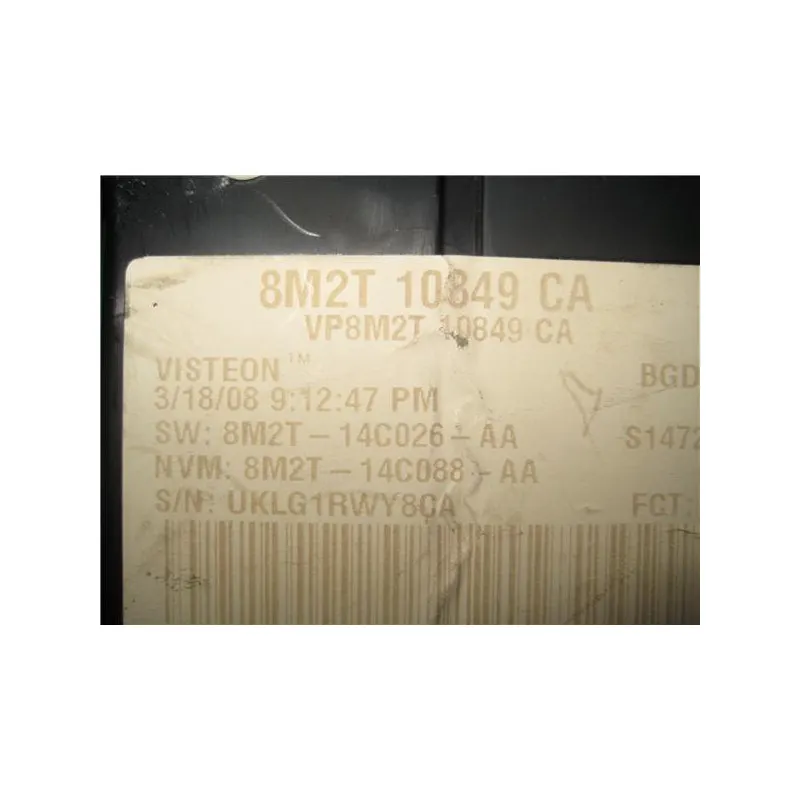 8M2T 10849 CA
VP8M2T 10849 CA
VISTEON™ BGD
3/18/08 9:12:47 PM
SW: 8M2T-14C026-AA S1472
NVM: 8M2T-14C088-AA
S/N: UKLG1RWY8CA FCT: